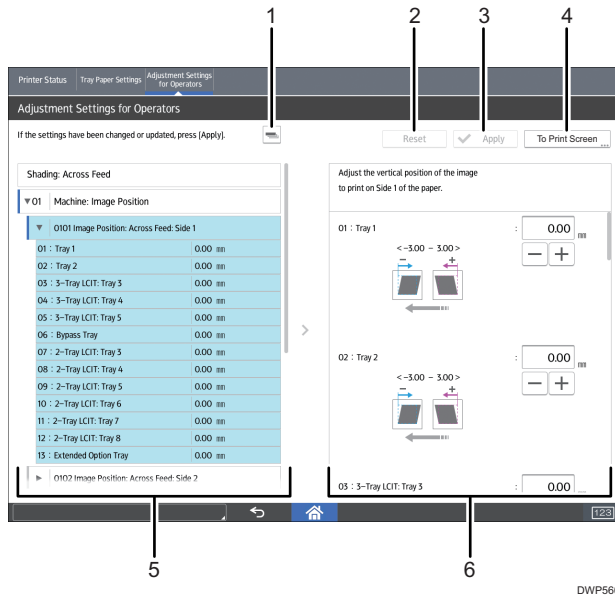 1 2 3 4
Printer Status Tray Paper Settings Adjustment Settings for Operators
Adjustment Settings for Operators
If the settings have been changed or updated, press [Apply].
Reset Apply To Print Screen
Shading: Across Feed
▼01 Machine: Image Position
▼ 0101 Image Position: Across Feed: Side 1
01 : Tray 1 0.00 mm
02 : Tray 2 0.00 mm
03 : 3-Tray LCIT: Tray 3 0.00 mm
04 : 3-Tray LCIT: Tray 4 0.00 mm
05 : 3-Tray LCIT: Tray 5 0.00 mm
06 : Bypass Tray 0.00 mm
07 : 2-Tray LCIT: Tray 3 0.00 mm
08 : 2-Tray LCIT: Tray 4 0.00 mm
09 : 2-Tray LCIT: Tray 5 0.00 mm
10 : 2-Tray LCIT: Tray 6 0.00 mm
11 : 2-Tray LCIT: Tray 7 0.00 mm
12 : 2-Tray LCIT: Tray 8 0.00 mm
13 : Extended Option Tray 0.00 mm
▶ 0102 Image Position: Across Feed: Side 2
Adjust the vertical position of the image
to print on Side 1 of the paper.
01 : Tray 1 : 0.00 mm
< -3.00 - 3.00 >
- +
- +
02 : Tray 2 : 0.00 mm
< -3.00 - 3.00 >
- +
- +
03 : 3-Tray LCIT: Tray 3 : 0.00
123
5 6